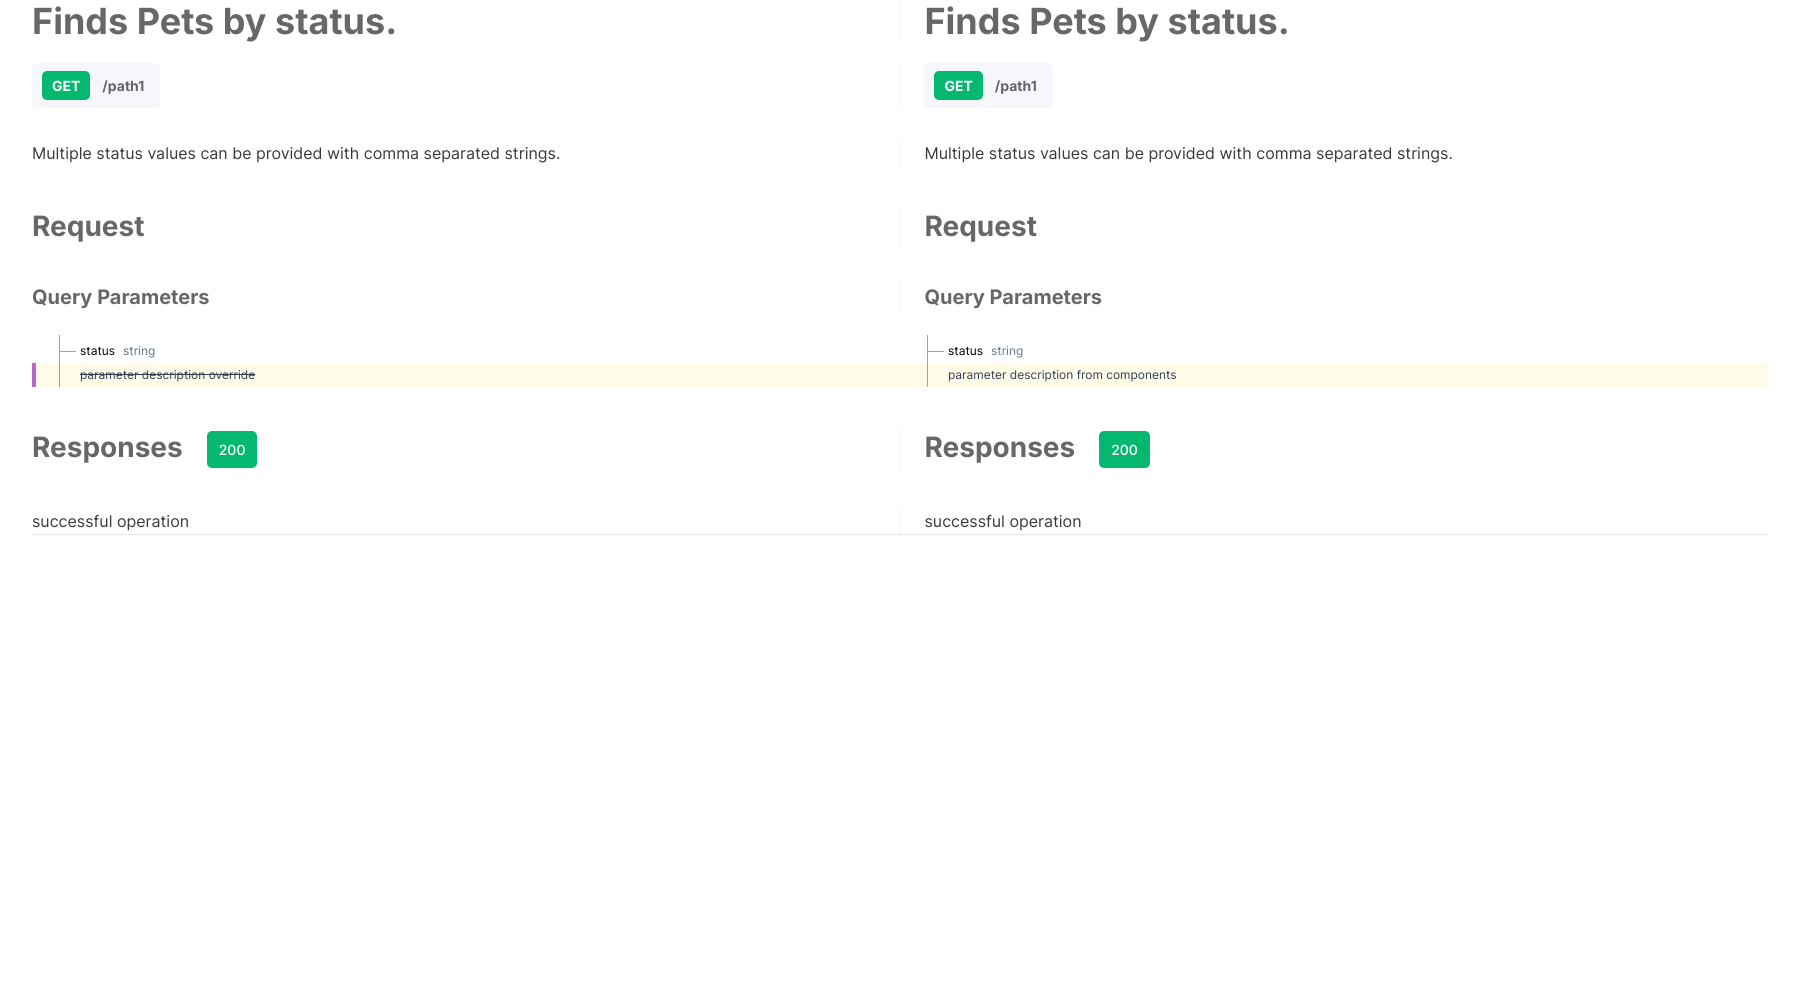 Finds Pets by status.
GET /path1
Multiple status values can be provided with comma separated strings.
Request
Query Parameters
status string
parameter description override
Responses 200
successful operation
Finds Pets by status.
GET /path1
Multiple status values can be provided with comma separated strings.
Request
Query Parameters
status string
parameter description from components
Responses 200
successful operation